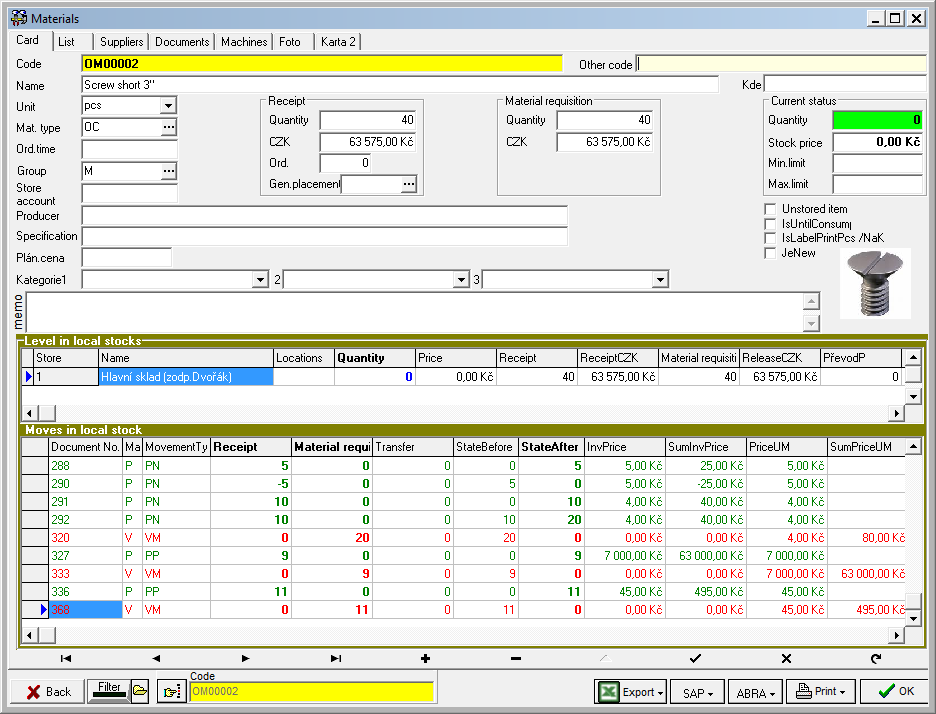 Materials
Card List Suppliers Documents Machines Foto Karta 2
Code OM00002 Other code
Name Screw short 3" Kde
Unit pcs Receipt Material requisition Current status
Quantity 40 Quantity 40 Quantity 0
Mat. type OC ...
CZK 63 575,00 Kč CZK 63 575,00 Kč Stock price 0,00 Kč
Ord.time
Ord. 0 Min.limit
Group M ...
Gen.placement ... Max.limit
Store
account
Unstored item
Producer
IsUntilConsum
Specification IsLabelPrintPcs /NaK
Plán.cena JeNew
Kategorie1 2 3
memo
Level in local stocks
Store Name Locations Quantity Price Receipt ReceiptCZK Material requisiti ReleaseCZK PřevodP
1 Hlavní sklad (zodp.Dvořák) 0 0,00 Kč 40 63 575,00 Kč 40 63 575,00 Kč 0
Moves in local stock
Document No. Ma MovementTy Receipt Material requi Transfer StateBefore StateAfter InvPrice SumInvPrice PriceUM SumPriceUM
288 P PN 5 0 0 0 5 5,00 Kč 25,00 Kč 5,00 Kč
290 P PN -5 0 0 5 0 5,00 Kč -25,00 Kč 5,00 Kč
291 P PN 10 0 0 0 10 4,00 Kč 40,00 Kč 4,00 Kč
292 P PN 10 0 0 10 20 4,00 Kč 40,00 Kč 4,00 Kč
320 V VM 0 20 0 20 0 0,00 Kč 0,00 Kč 4,00 Kč 80,00 Kč
327 P PP 9 0 0 0 9 7 000,00 Kč 63 000,00 Kč 7 000,00 Kč
333 V VM 0 9 0 9 0 0,00 Kč 0,00 Kč 7 000,00 Kč 63 000,00 Kč
336 P PP 11 0 0 0 11 45,00 Kč 495,00 Kč 45,00 Kč
368 V VM 0 11 0 11 0 0,00 Kč 0,00 Kč 45,00 Kč 495,00 Kč
Back Filter Code
OM00002 Export SAP ABRA Print OK